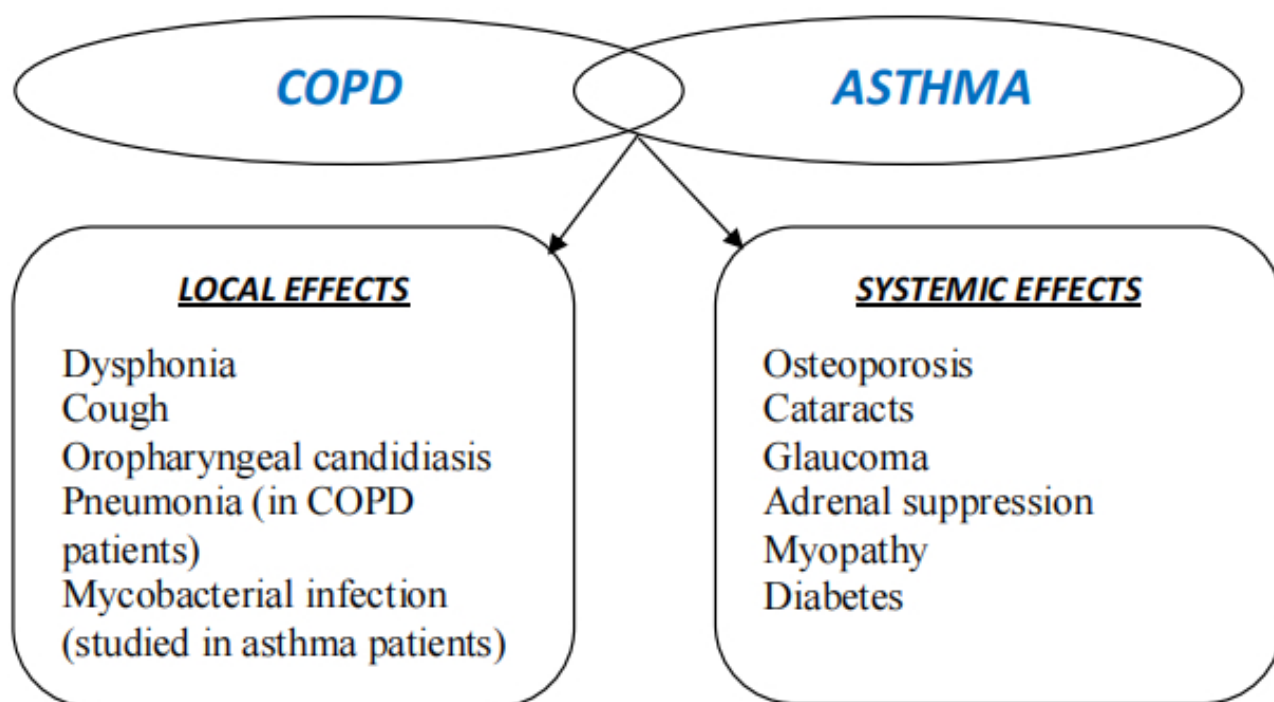 COPD
ASTHMA
LOCAL EFFECTS
Dysphonia
Cough
Oropharyngeal candidiasis
Pneumonia (in COPD
patients)
Mycobacterial infection
(studied in asthma patients)
SYSTEMIC EFFECTS
Osteoporosis
Cataracts
Glaucoma
Adrenal suppression
Myopathy
Diabetes